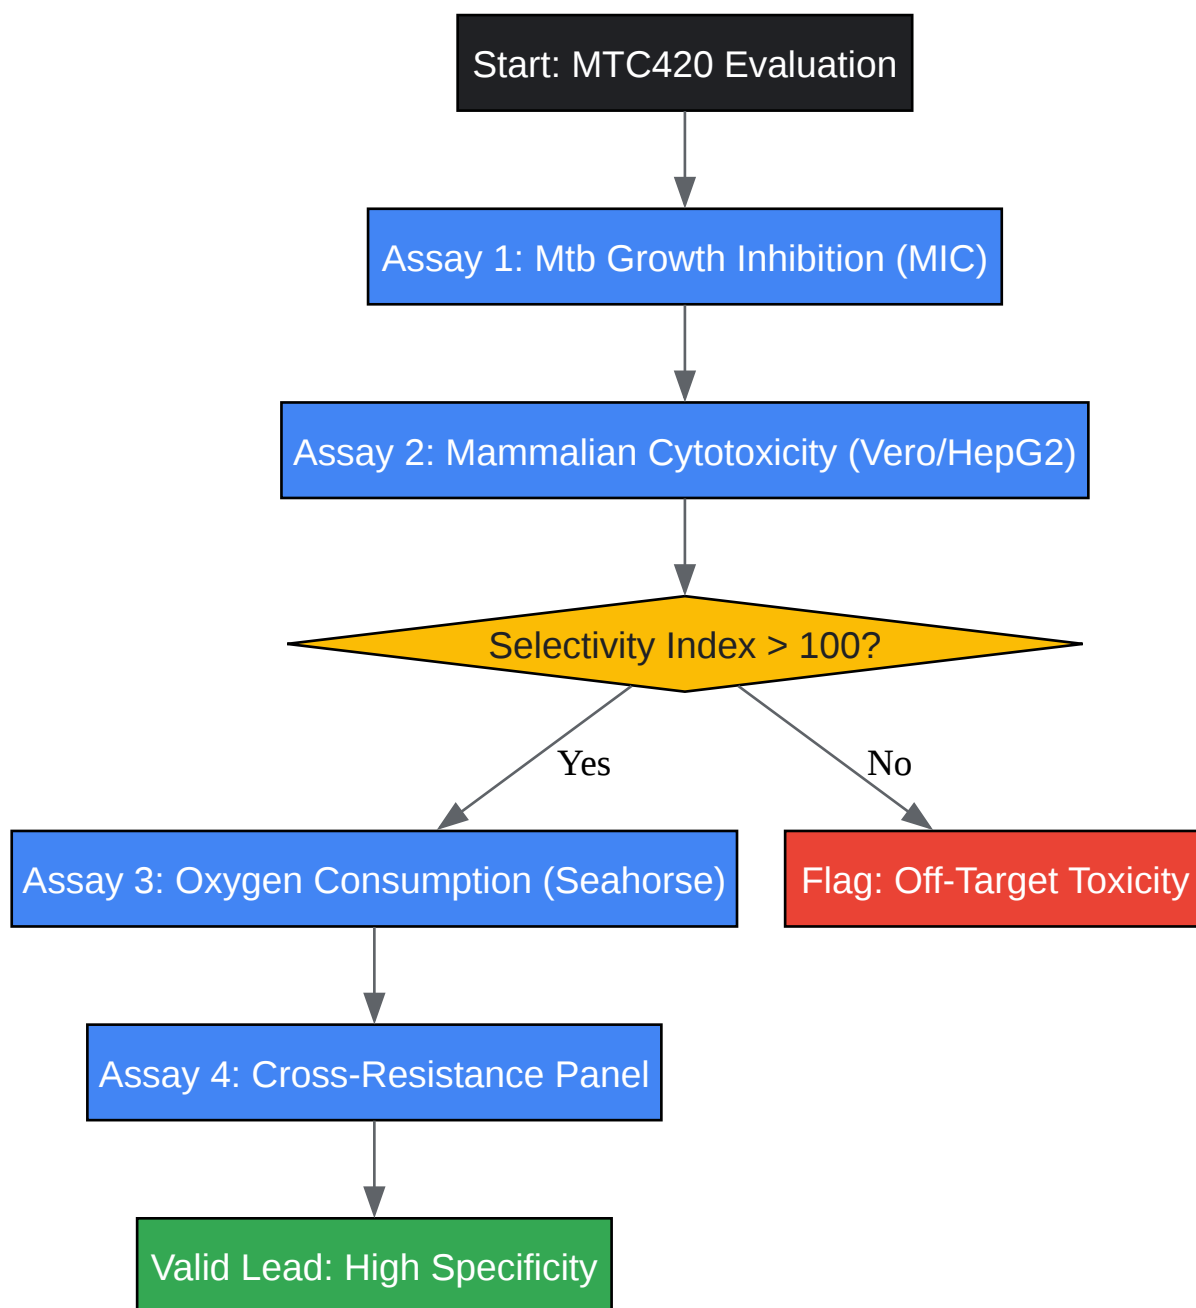 Start: MTC420 Evaluation
Assay 1: Mtb Growth Inhibition (MIC)
Assay 2: Mammalian Cytotoxicity (Vero/HepG2)
Selectivity Index > 100?
Yes
No
Assay 3: Oxygen Consumption (Seahorse)
Flag: Off-Target Toxicity
Assay 4: Cross-Resistance Panel
Valid Lead: High Specificity